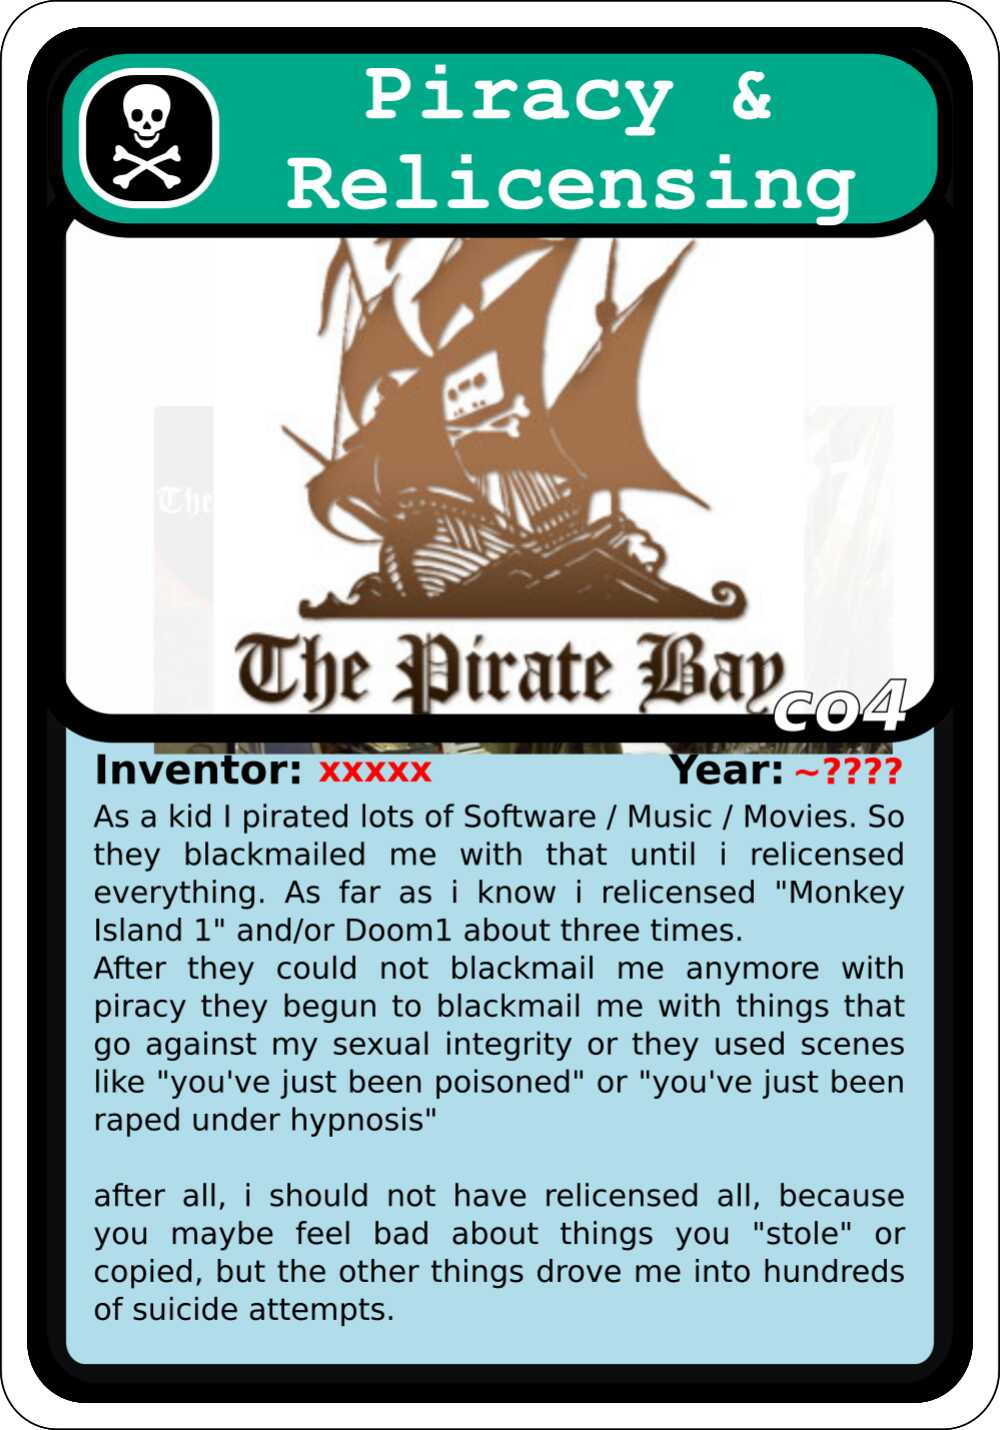 Piracy &
Relicensing
The
The Pirate Bay
co4
Inventor: xxxxx Year: ~????
As a kid I pirated lots of Software / Music / Movies. So
they blackmailed me with that until i relicensed
everything. As far as i know i relicensed "Monkey
Island 1" and/or Doom1 about three times.
After they could not blackmail me anymore with
piracy they begun to blackmail me with things that
go against my sexual integrity or they used scenes
like "you've just been poisoned" or "you've just been
raped under hypnosis"
after all, i should not have relicensed all, because
you maybe feel bad about things you "stole" or
copied, but the other things drove me into hundreds
of suicide attempts.